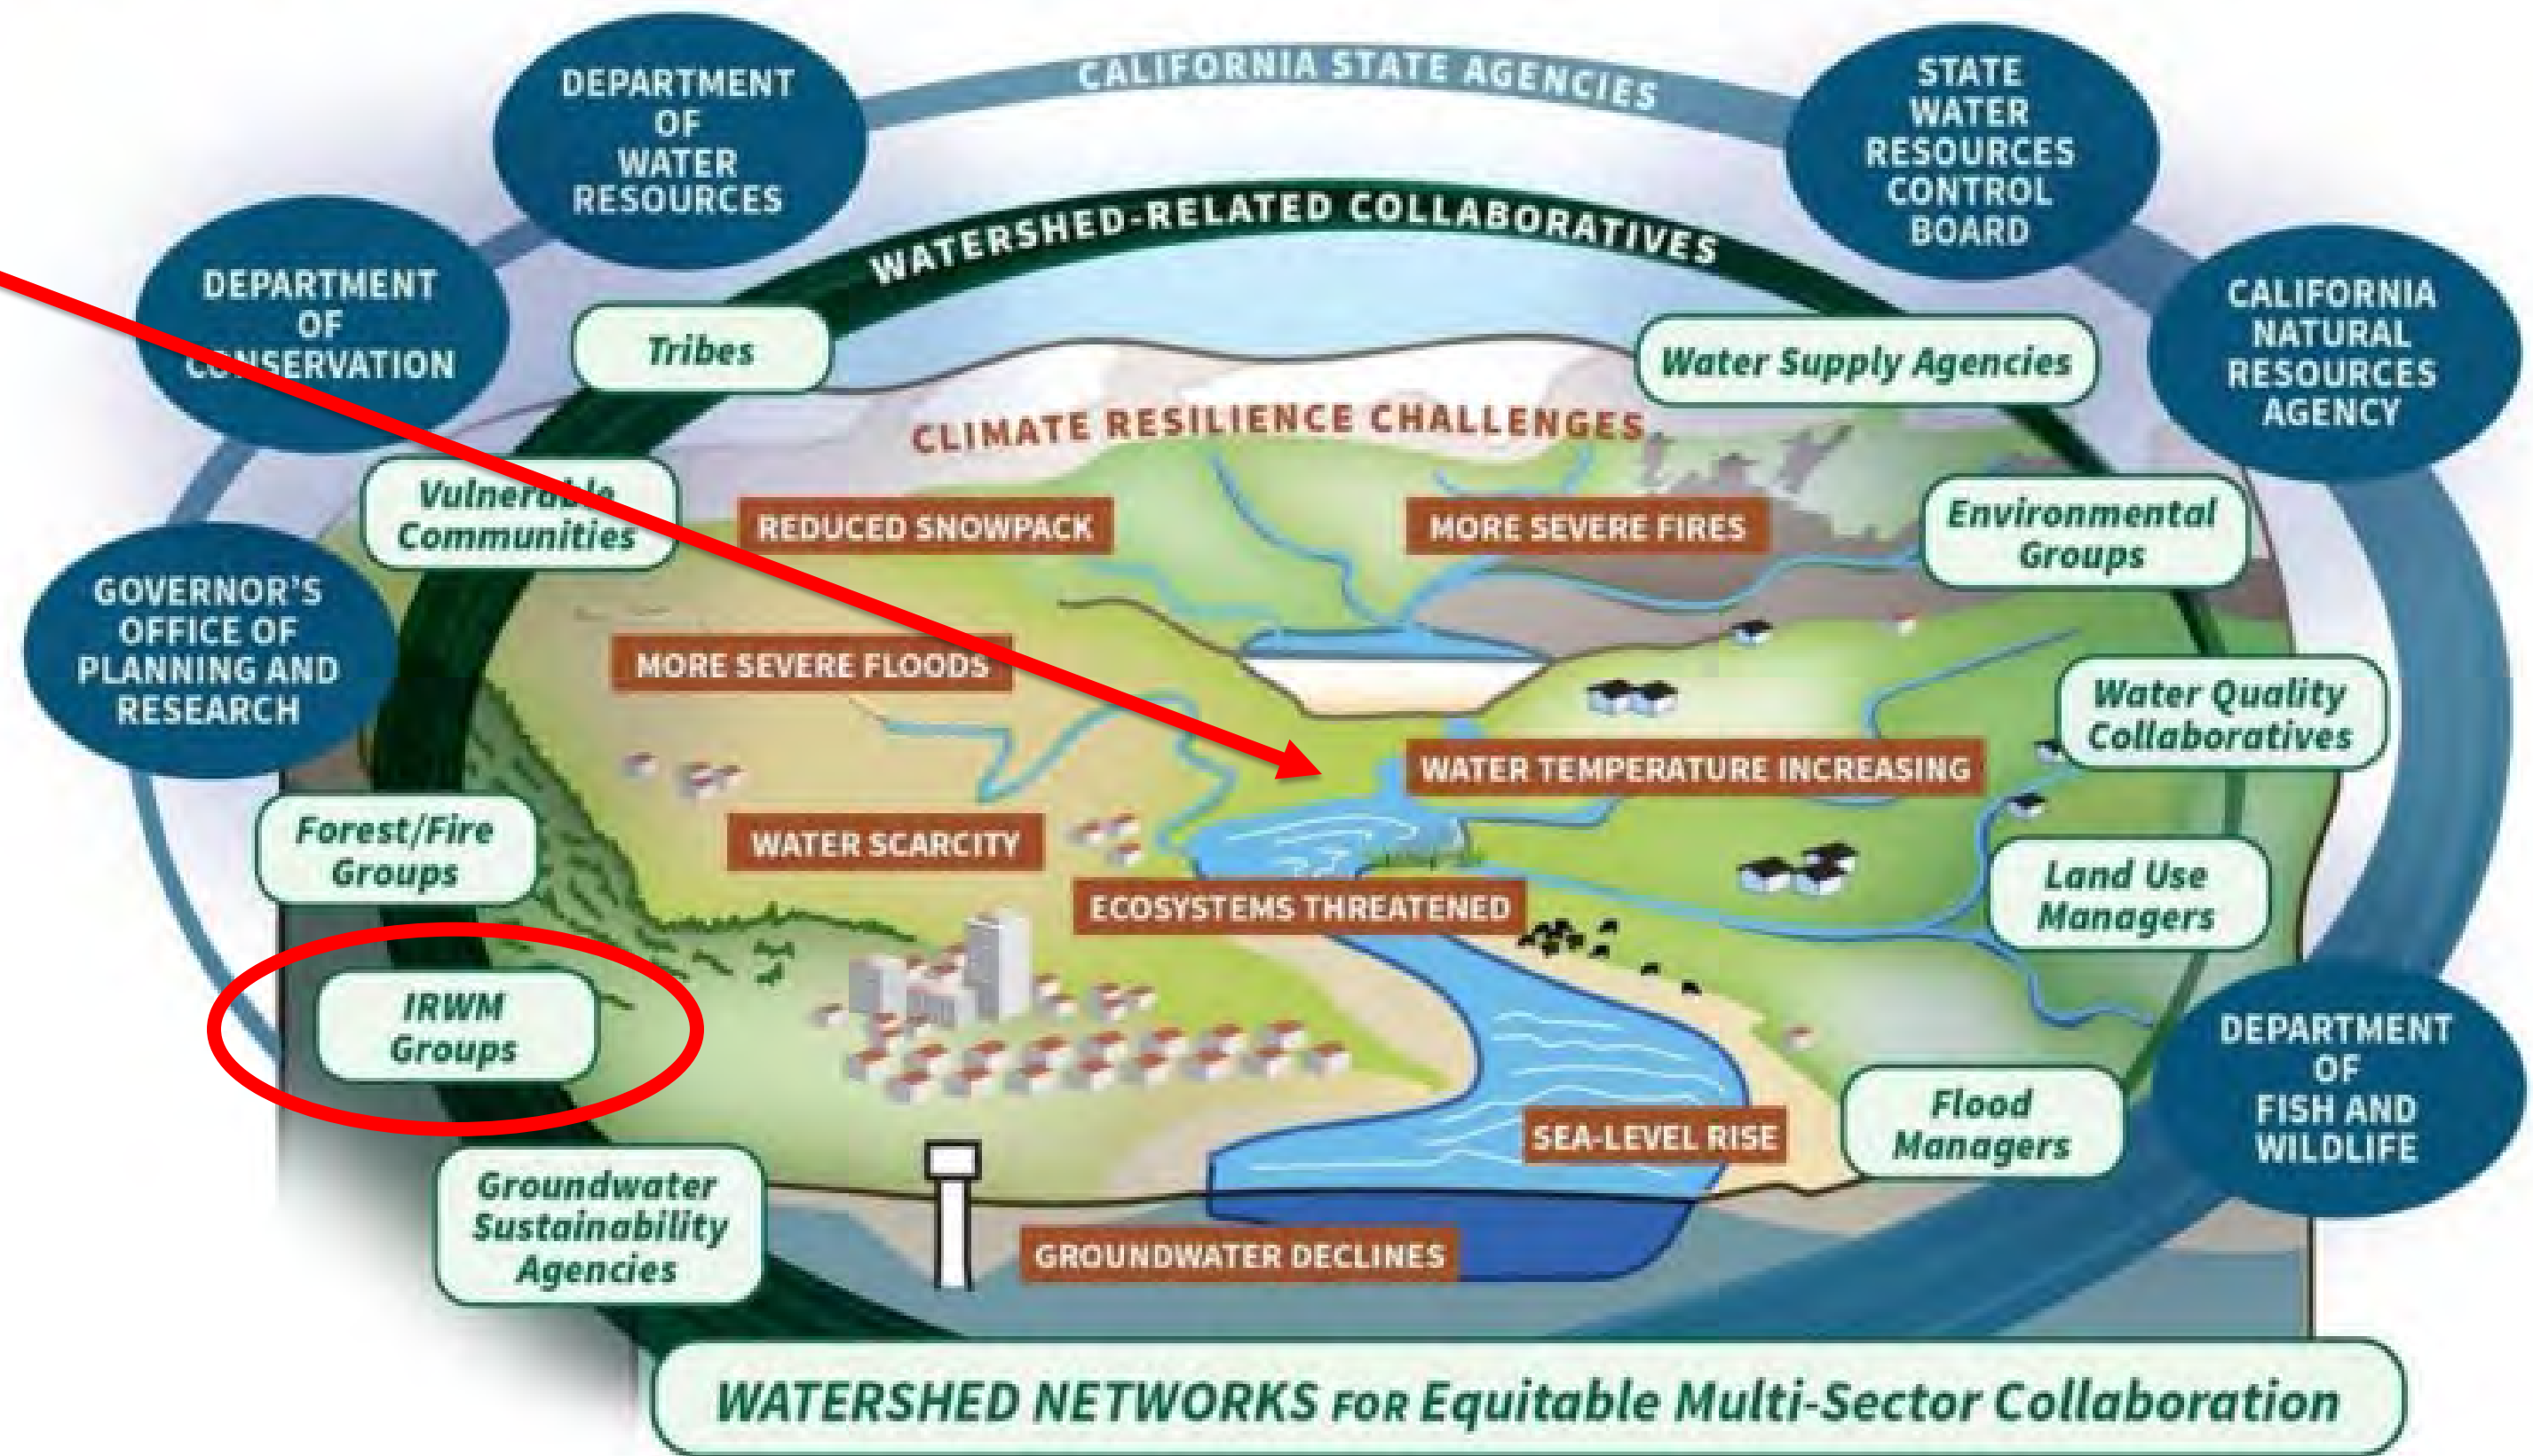 CALIFORNIA STATE AGENCIES
DEPARTMENT
OF
WATER
RESOURCES
STATE
WATER
RESOURCES
CONTROL
BOARD
DEPARTMENT
OF
CONSERVATION
CALIFORNIA
NATURAL
RESOURCES
AGENCY
GOVERNOR'S
OFFICE OF
PLANNING AND
RESEARCH
DEPARTMENT
OF
FISH AND
WILDLIFE
WATERSHED-RELATED COLLABORATIVES
Tribes
Water Supply Agencies
Vulnerable
Communities
Environmental
Groups
Water Quality
Collaboratives
Forest/Fire
Groups
Land Use
Managers
IRWM
Groups
Flood
Managers
Groundwater
Sustainability
Agencies
CLIMATE RESILIENCE CHALLENGES
REDUCED SNOWPACK
MORE SEVERE FIRES
MORE SEVERE FLOODS
WATER TEMPERATURE INCREASING
WATER SCARCITY
ECOSYSTEMS THREATENED
SEA-LEVEL RISE
GROUNDWATER DECLINES
WATERSHED NETWORKS FOR Equitable Multi-Sector Collaboration